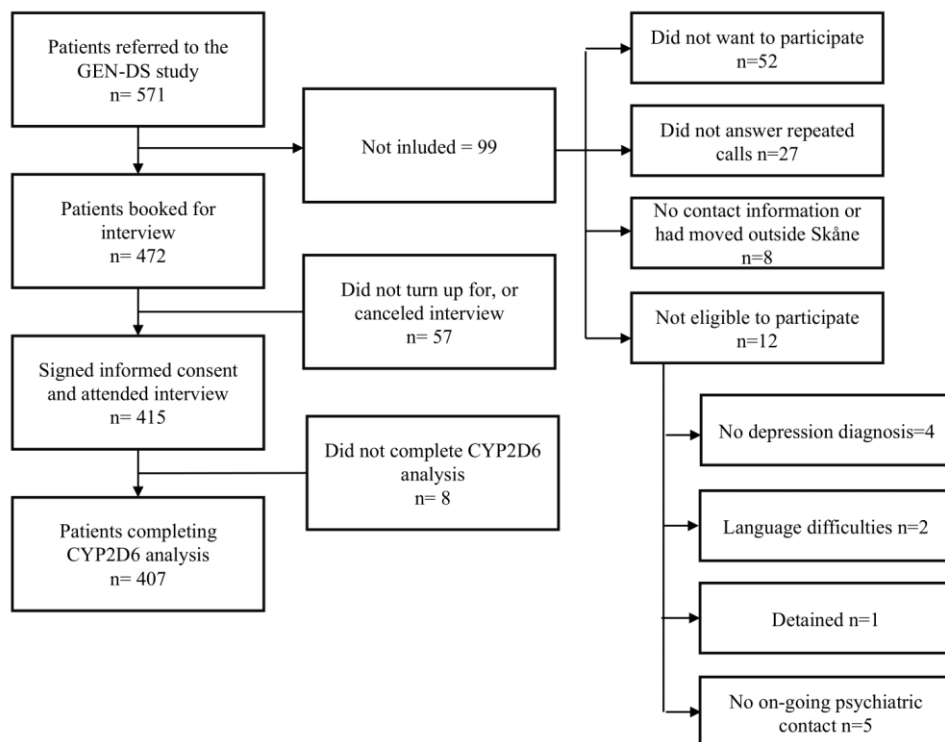 Patients referred to the
GEN-DS study
n= 571
Not inluded = 99
Did not want to participate
n=52
Did not answer repeated
calls n=27
No contact information or
had moved outside Skåne
n=8
Not eligible to participate
n=12
No depression diagnosis=4
Language difficulties n=2
Detained n=1
No on-going psychiatric
contact n=5
Patients booked for
interview
n= 472
Did not turn up for, or
canceled interview
n= 57
Signed informed consent
and attended interview
n= 415
Did not complete CYP2D6
analysis
n= 8
Patients completing
CYP2D6 analysis
n= 407